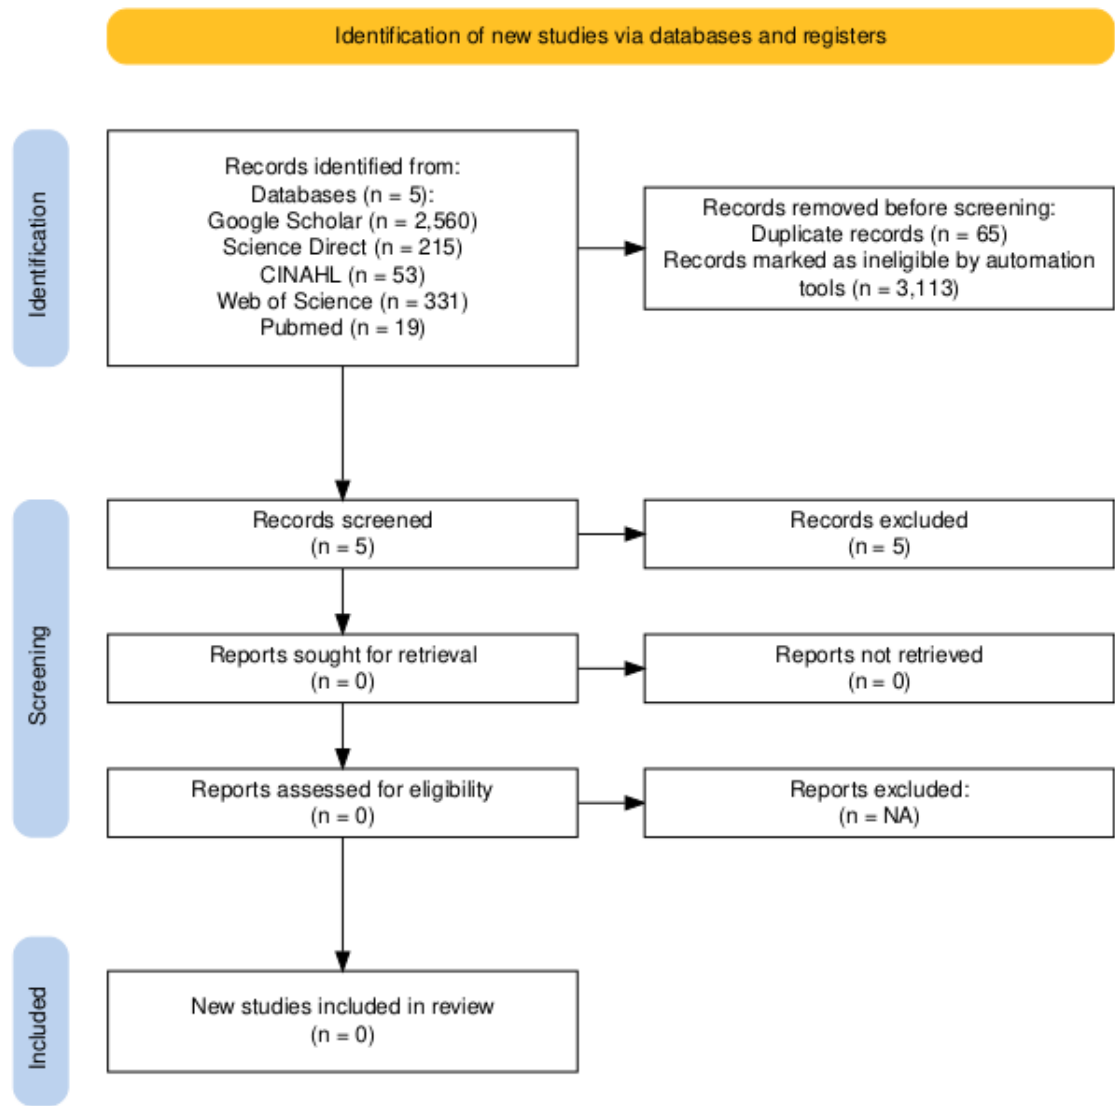 Identification of new studies via databases and registers
Identification
Records identified from:
Databases (n = 5):
Google Scholar (n = 2,560)
Science Direct (n = 215)
CINAHL (n = 53)
Web of Science (n = 331)
Pubmed (n = 19)
Records removed before screening:
Duplicate records (n = 65)
Records marked as ineligible by automation
tools (n = 3,113)
Screening
Records screened
(n = 5)
Records excluded
(n = 5)
Reports sought for retrieval
(n = 0)
Reports not retrieved
(n = 0)
Reports assessed for eligibility
(n = 0)
Reports excluded:
(n = NA)
Included
New studies included in review
(n = 0)